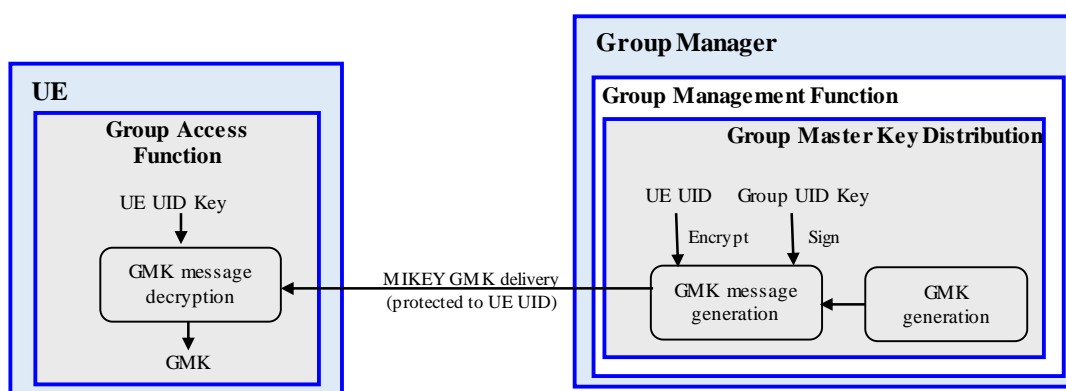 Group Manager
UE
Group Management Function
Group Access
Function
Group Master Key Distribution
UE UID Key
UE UID
Group UID Key
Encrypt
Sign
GMK message
decryption
MIKEY GMK delivery
(protected to UE UID)
GMK message
generation
GMK
generation
GMK